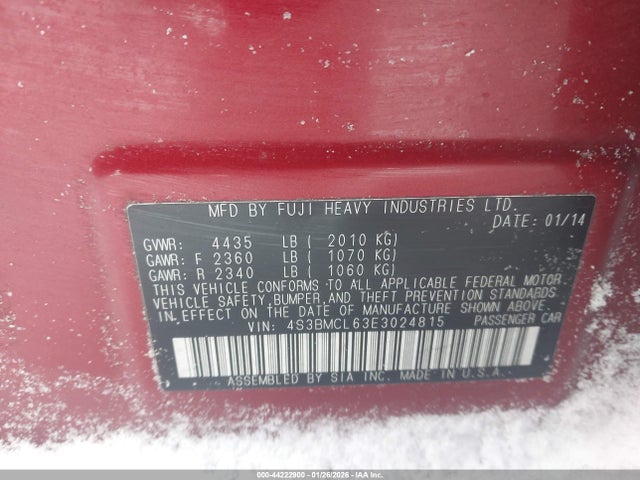 MFD BY FUJI HEAVY INDUSTRIES LTD.
DATE: 01/14
GVWR: 4435 LB ( 2010 KG)
GAWR: F 2360 LB ( 1070 KG)
GAWR: R 2340 LB ( 1060 KG)
THIS VEHICLE CONFORMS TO ALL APPLICABLE FEDERAL MOTOR
VEHICLE SAFETY, BUMPER, AND THEFT PREVENTION STANDARDS
IN EFFECT ON THE DATE OF MANUFACTURE SHOWN ABOVE.
VIN: 4S3BMCL63E3024815 PASSENGER CAR
ASSEMBLED BY SIA INC. MADE IN U.S.A.
000-44222900 - 01/26/2026 - IAA Inc.